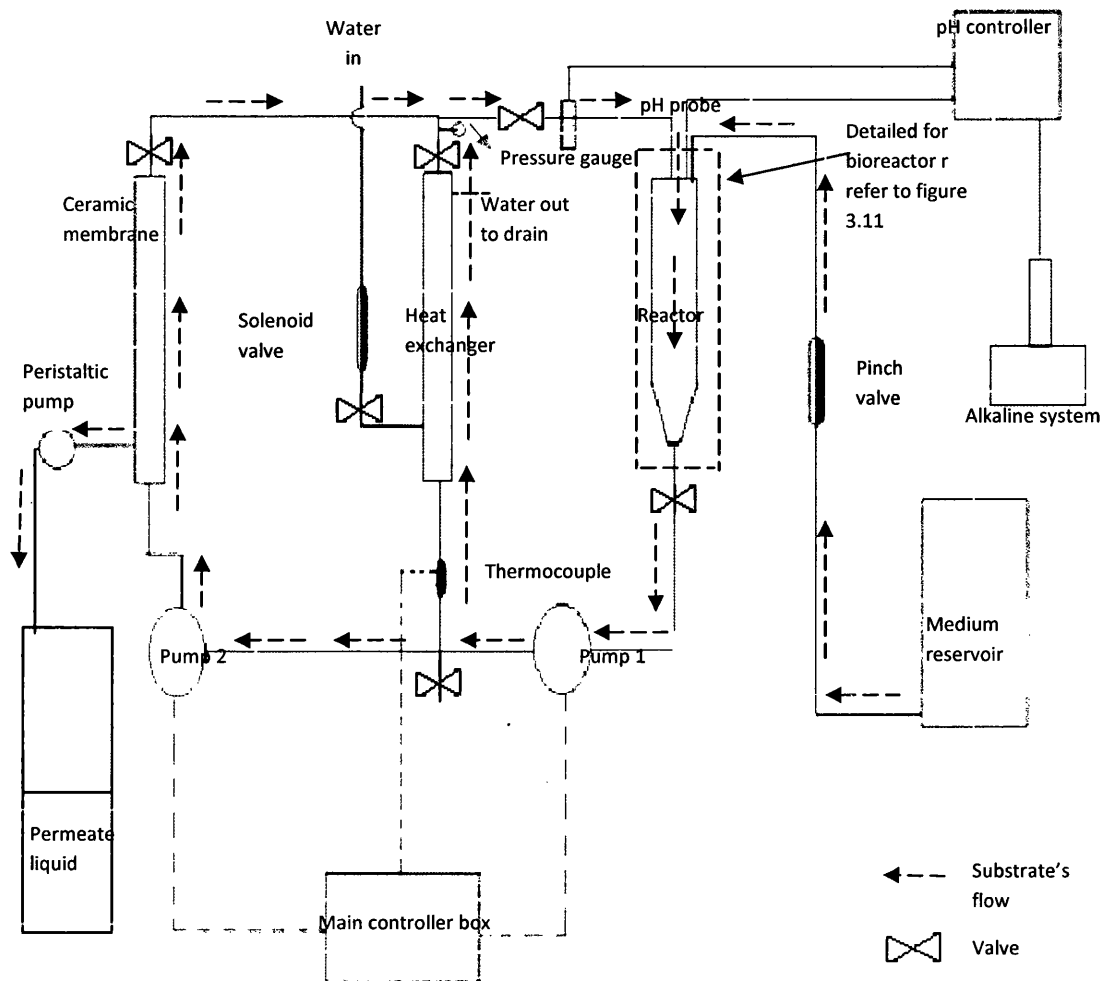 Water
in
pH controller
pH probe
Pressure gauge
Detailed for
bioreactor r
refer to figure
3.11
Ceramic
membrane
Water out
to drain
Solenoid
valve
Heat
exchanger
Reactor
Peristaltic
pump
Pinch
valve
Alkaline system
Thermocouple
Pump 2
Pump 1
Medium
reservoir
Permeate
liquid
Main controller box
Substrate's
flow
Valve